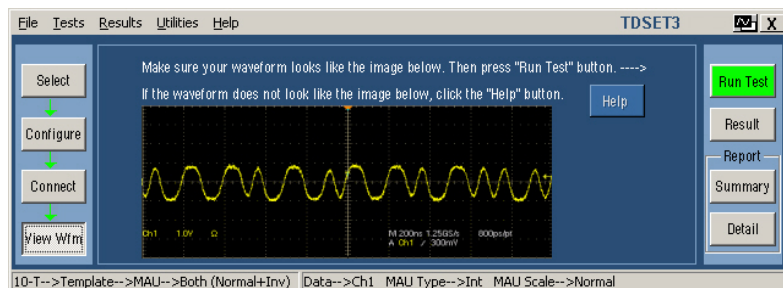 File Tests Results Utilities Help TDSET3 X
Make sure your waveform looks like the image below. Then press "Run Test" button. ---->
If the waveform does not look like the image below, click the "Help" button.
Help
Select
Configure
Connect
View Wfm
Ch1 1.0V Ω
M 200ns 1.25GS/s 800ps/pt
A Ch1 / 300mV
Run Test
Result
Report
Summary
Detail
10-T-->Template-->MAU-->Both (Normal+Inv) Data-->Ch1 MAU Type-->Int MAU Scale-->Normal